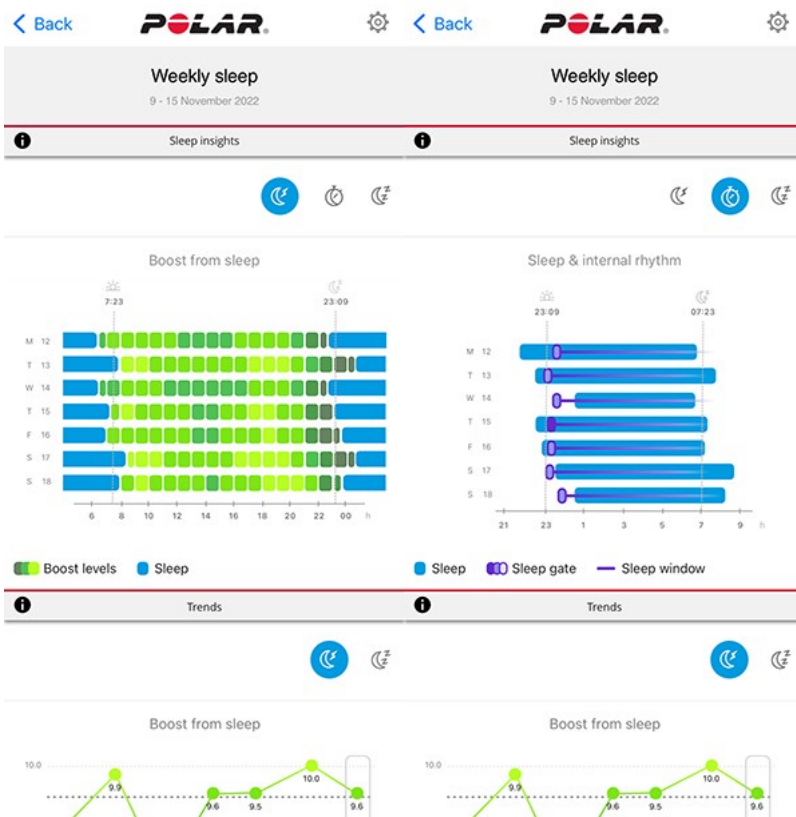 Back
POLAR.
Weekly sleep
9 - 15 November 2022
Sleep insights
Boost from sleep
7:23 23:09
M 12
T 13
W 14
T 15
F 16
S 17
S 18
6 8 10 12 14 16 18 20 22 00 h
Boost levels Sleep
Trends
Boost from sleep
10.0
9.9 9.6 9.5 10.0 9.6
Back
POLAR.
Weekly sleep
9 - 15 November 2022
Sleep insights
Sleep & internal rhythm
23:09 07:23
M 12
T 13
W 14
T 15
F 16
S 17
S 18
21 23 1 3 5 7 9 h
Sleep Sleep gate Sleep window
Trends
Boost from sleep
10.0
9.9 9.6 9.5 10.0 9.6